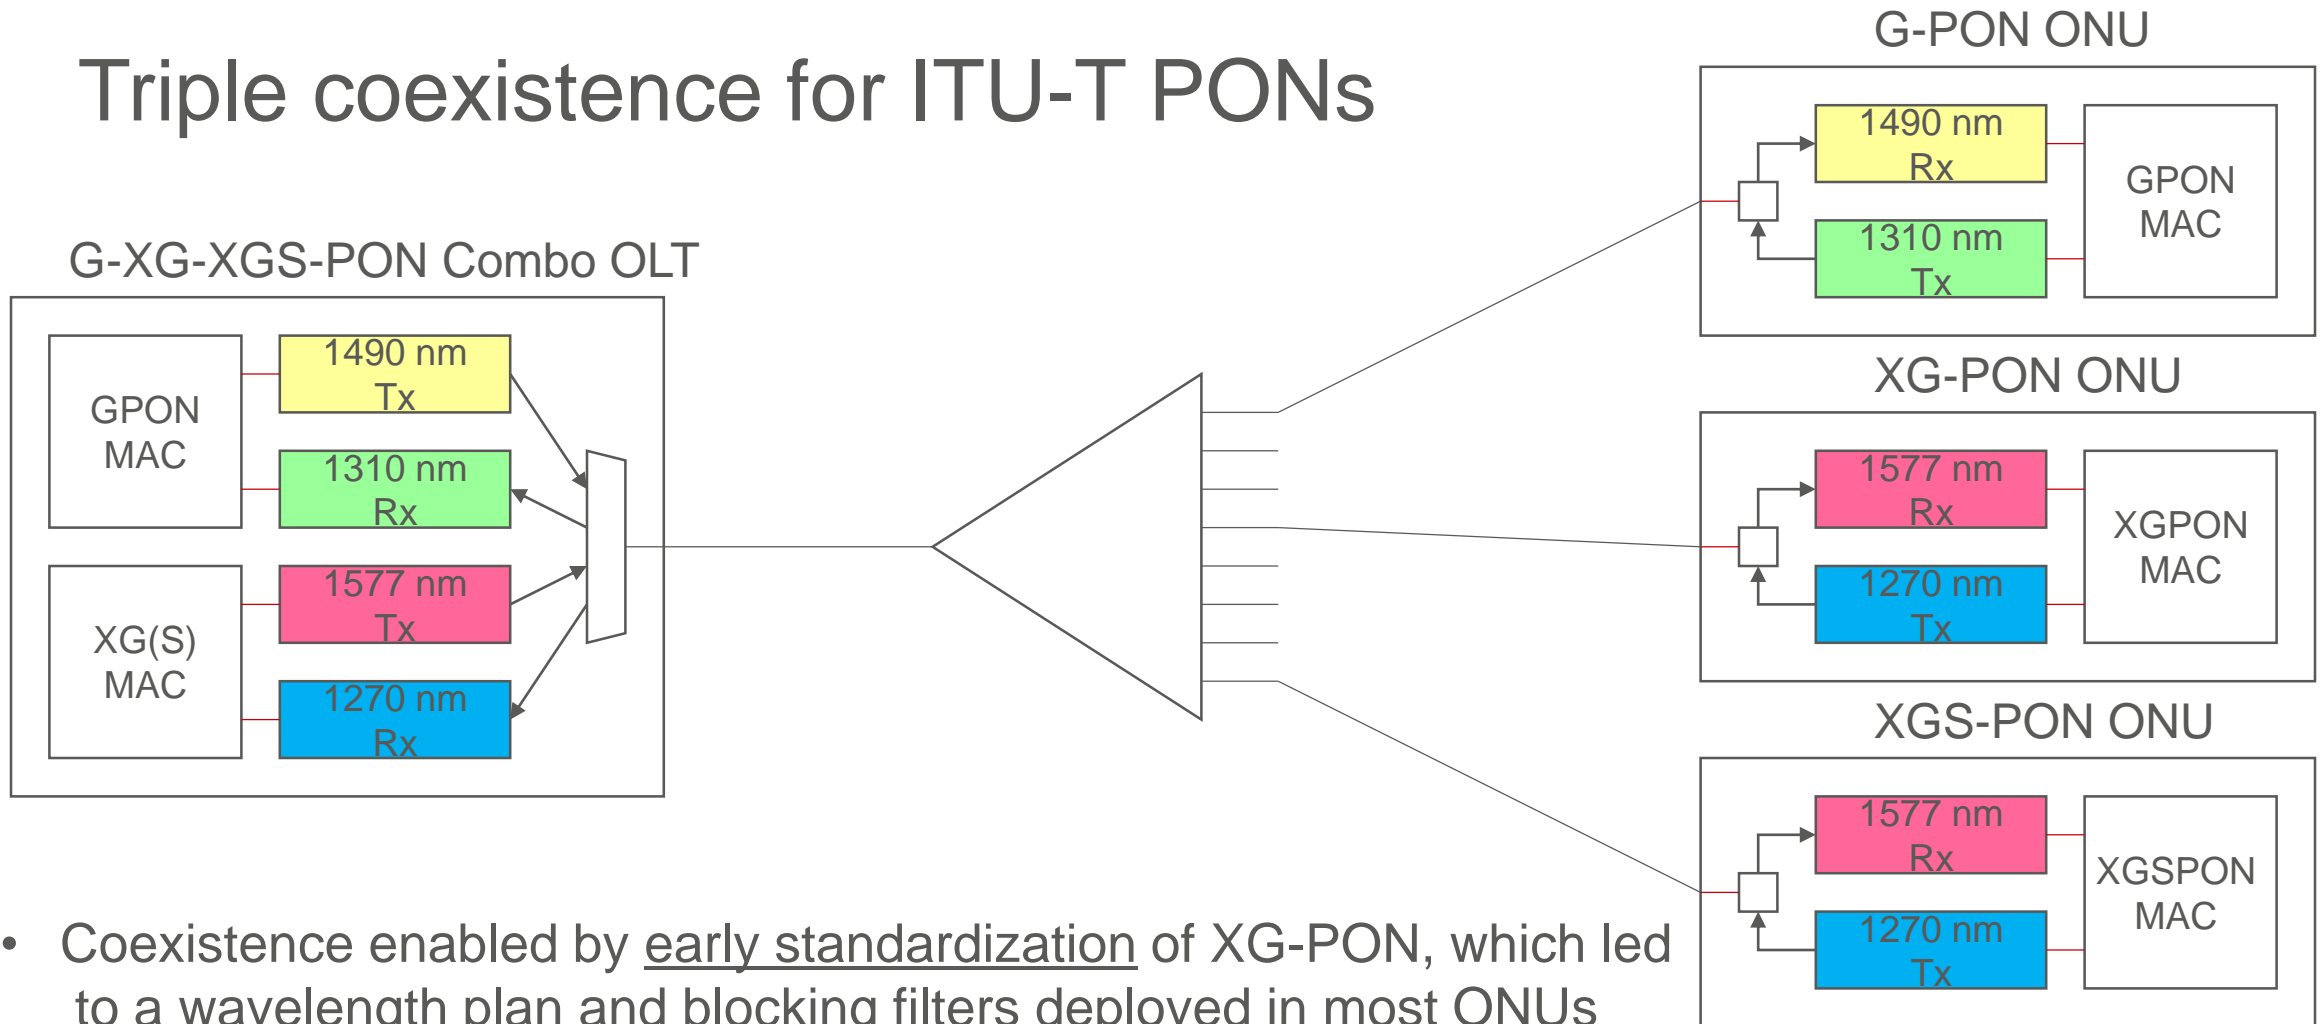 Triple coexistence for ITU-T PONs
G-XG-XGS-PON Combo OLT
GPON
MAC
1490 nm
Tx
1310 nm
Rx
XG(S)
MAC
1577 nm
Tx
1270 nm
Rx
G-PON ONU
1490 nm
Rx
1310 nm
Tx
GPON
MAC
XG-PON ONU
1577 nm
Rx
1270 nm
Tx
XGPON
MAC
XGS-PON ONU
1577 nm
Rx
1270 nm
Tx
XGSPON
MAC
• Coexistence enabled by early standardization of XG-PON, which led
to a wavelength plan and blocking filters deployed in most ONUs